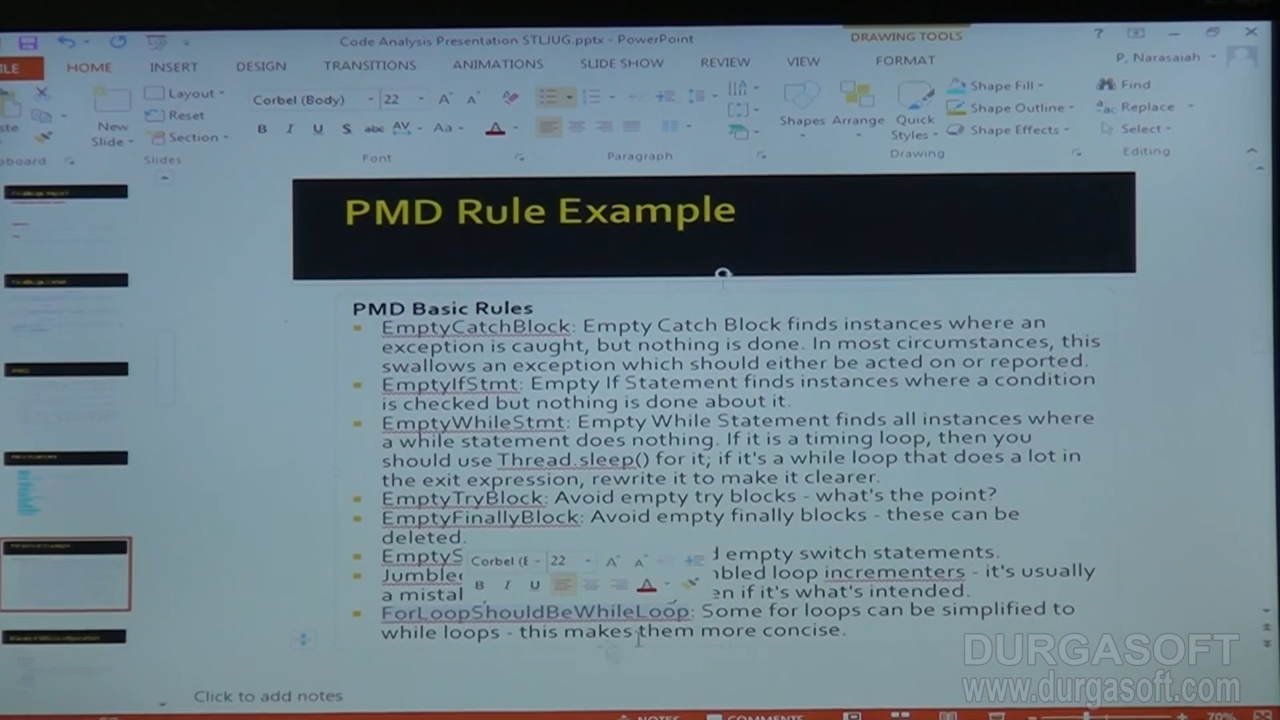 Code Analysis Presentation STLJUG.pptx - PowerPoint
DRAWING TOOLS
?
HOME
INSERT
DESIGN
TRANSITIONS
ANIMATIONS
SLIDE SHOW
REVIEW
VIEW
FORMAT
P, Narasaiah
New
Slide
Layout
Reset
Section
Slides
Corbel (Body)
22
B I U S abc AV Aa A
Font
Paragraph
Shapes
Arrange
Quick
Styles
Shape Fill
Shape Outline
Shape Effects
Drawing
Find
Replace
Select
Editing
PMD Rule Example
PMD Basic Rules
EmptyCatchBlock: Empty Catch Block finds instances where an
exception is caught, but nothing is done. In most circumstances, this
swallows an exception which should either be acted on or reported.
EmptyIfStmt: Empty If Statement finds instances where a condition
is checked but nothing is done about it.
EmptyWhileStmt: Empty While Statement finds all instances where
a while statement does nothing. If it is a timing loop, then you
should use Thread.sleep() for it; if it's a while loop that does a lot in
the exit expression, rewrite it to make it clearer.
EmptyTryBlock: Avoid empty try blocks - what's the point?
EmptyFinallyBlock: Avoid empty finally blocks - these can be
deleted.
EmptyS d empty switch statements.
Jumble bled loop incrementers - it's usually
a mista en if it's what's intended.
ForLoopShouldBeWhileLoop: Some for loops can be simplified to
while loops - this makes them more concise.
Corbel (E 22
B I U A
Click to add notes
NOTES
COMMENTS
70%
DURGASOFT
www.durgasoft.com